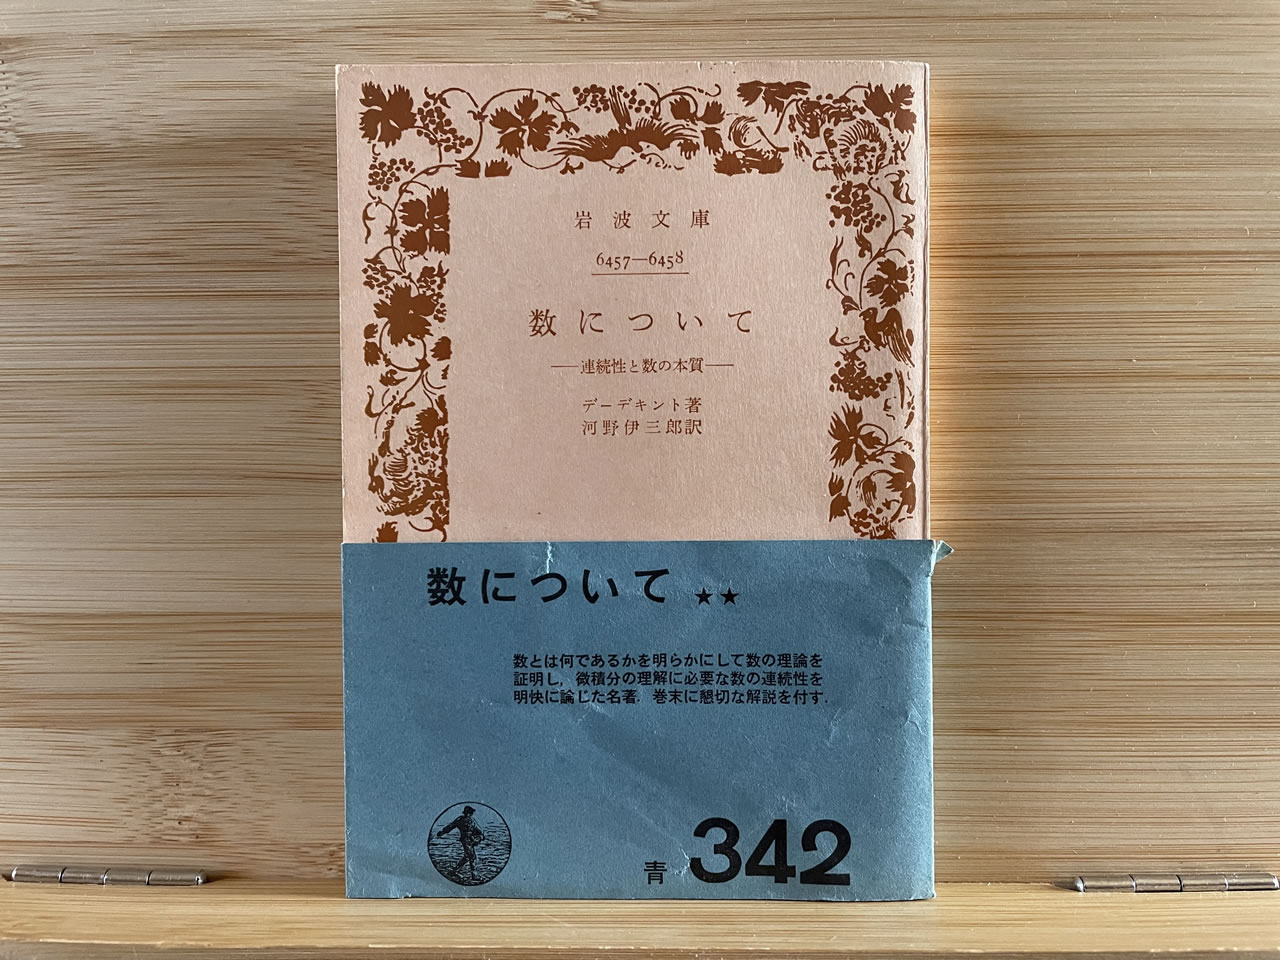 岩波文庫
6457—6458
数について
—連続性と数の本質—
デーデキント著
河野伊三郎訳
数について ★★
数とは何であるかを明らかにして数の理論を
証明し，微積分の理解に必要な数の連続性を
明快に論じた名著．巻末に懇切な解説を付す．
青 342